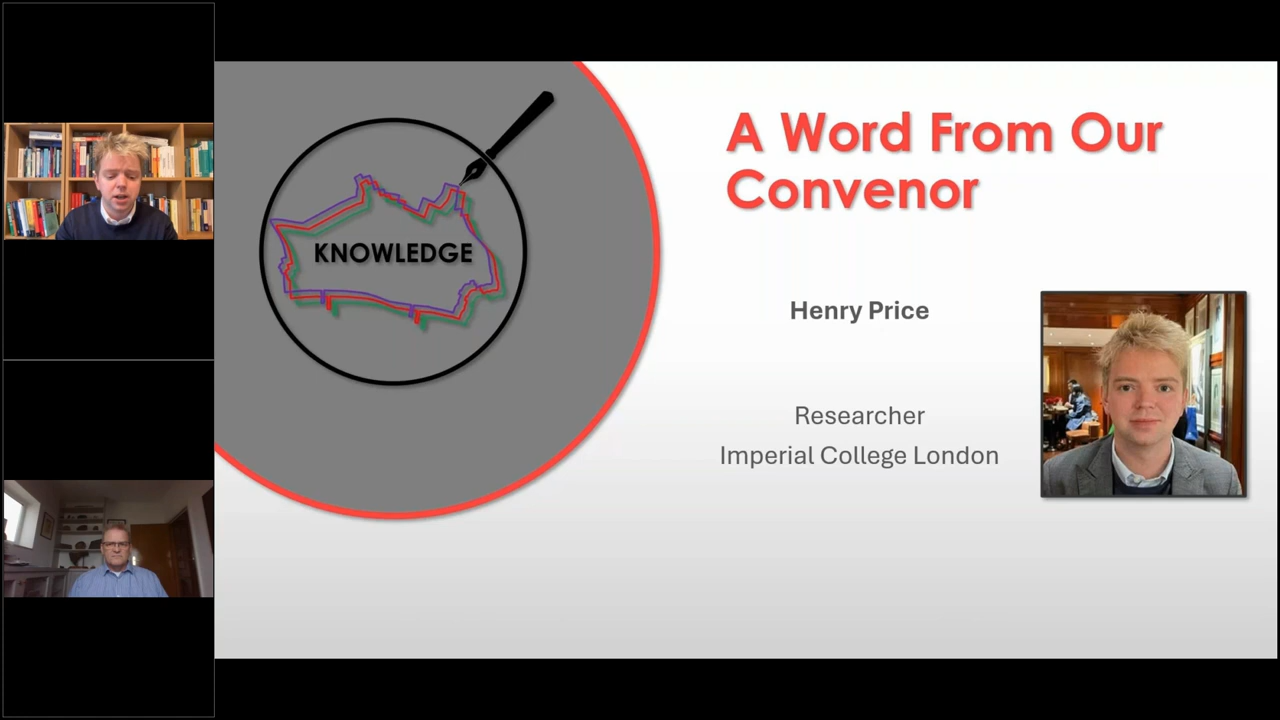 KNOWLEDGE
A Word From Our
Convenor
Henry Price
Researcher
Imperial College London